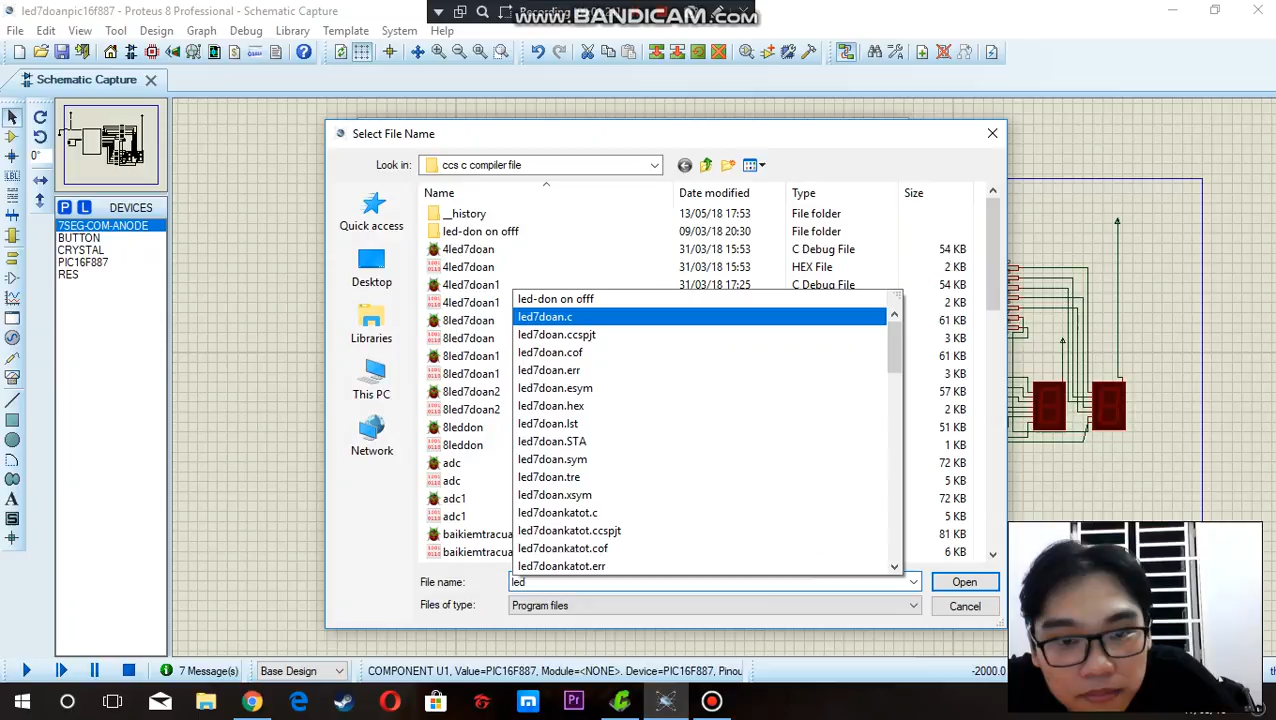 led7doanpic16f887 - Proteus 8 Professional - Schematic Capture
www.BANDICAM.com
File Edit View Tool Design Graph Debug Library Template System Help
Schematic Capture
P L DEVICES
7SEG-COM-ANODE
BUTTON
CRYSTAL
PIC16F887
RES
0°
LBL
Select File Name
Look in: ccs c compiler file
Quick access
Desktop
Libraries
This PC
Network
Name Date modified Type Size
__history 13/05/18 17:53 File folder
led-don on offf 09/03/18 20:30 File folder
4led7doan 31/03/18 15:53 C Debug File 54 KB
4led7doan 31/03/18 15:53 HEX File 2 KB
4led7doan1 31/03/18 17:25 C Debug File 54 KB
4led7doan1 2 KB
8led7doan 61 KB
8led7doan 3 KB
8led7doan1 61 KB
8led7doan1 3 KB
8led7doan2 57 KB
8led7doan2 2 KB
8leddon 51 KB
8leddon 1 KB
adc 72 KB
adc 5 KB
adc1 72 KB
adc1 5 KB
baikiemtracua 81 KB
baikiemtracua 6 KB
led-don on offf
led7doan.c
led7doan.ccspjt
led7doan.cof
led7doan.err
led7doan.esym
led7doan.hex
led7doan.lst
led7doan.STA
led7doan.sym
led7doan.tre
led7doan.xsym
led7doankatot.c
led7doankatot.ccspjt
led7doankatot.cof
led7doankatot.err
File name: led Open
Files of type: Program files Cancel
7 Message(s) Base Design COMPONENT U1, Value=PIC16F887, Module=<NONE>. Device=PIC16F887, Pinou -2000.0
Pr